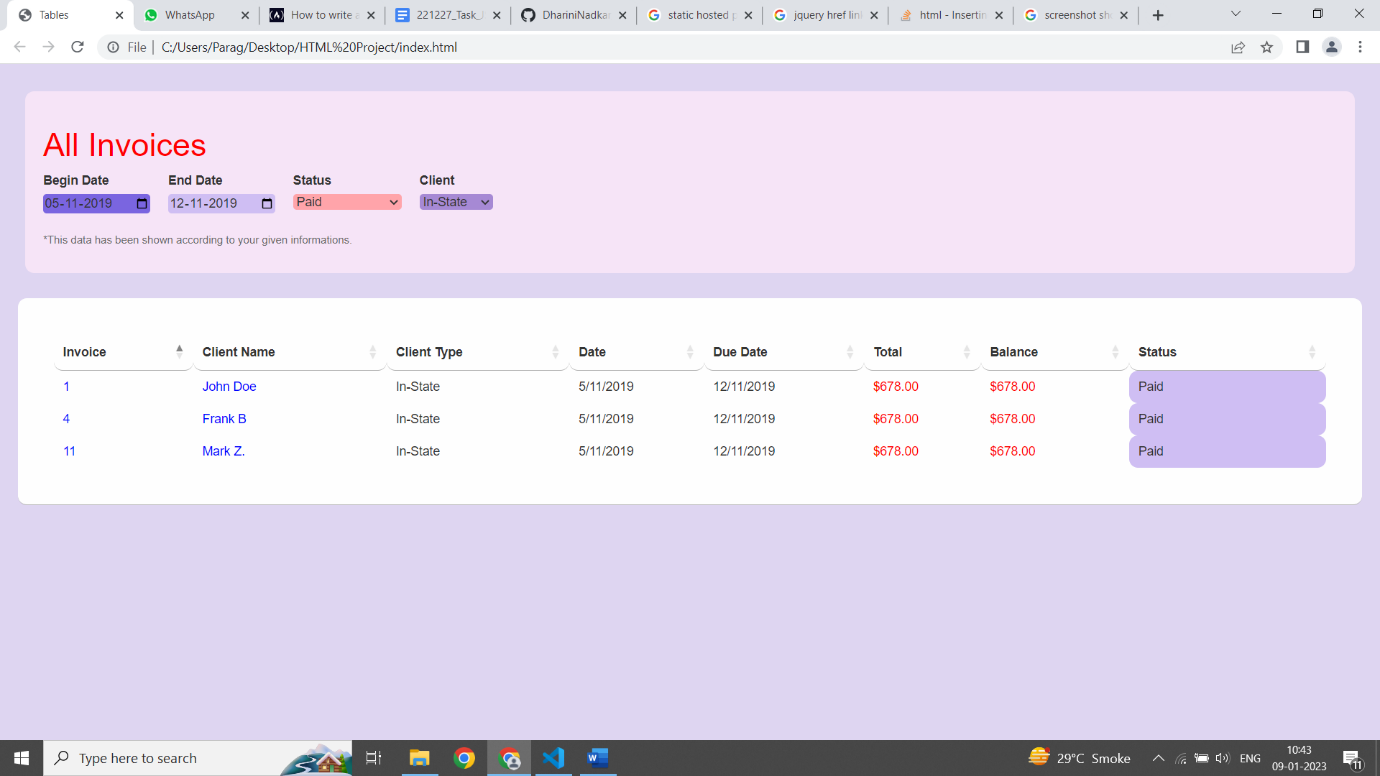 Tables
WhatsApp
How to write a
221227_Task_
DhariniNadkar
static hosted p
jquery href lin
html - Insertin
screenshot sh
File | C:/Users/Parag/Desktop/HTML%20Project/index.html
All Invoices
Begin Date End Date Status Client
05-11-2019 12-11-2019 Paid In-State
*This data has been shown according to your given informations.
Invoice Client Name Client Type Date Due Date Total Balance Status
1 John Doe In-State 5/11/2019 12/11/2019 $678.00 $678.00 Paid
4 Frank B In-State 5/11/2019 12/11/2019 $678.00 $678.00 Paid
11 Mark Z. In-State 5/11/2019 12/11/2019 $678.00 $678.00 Paid
Type here to search
29°C Smoke
ENG
10:43
09-01-2023
11